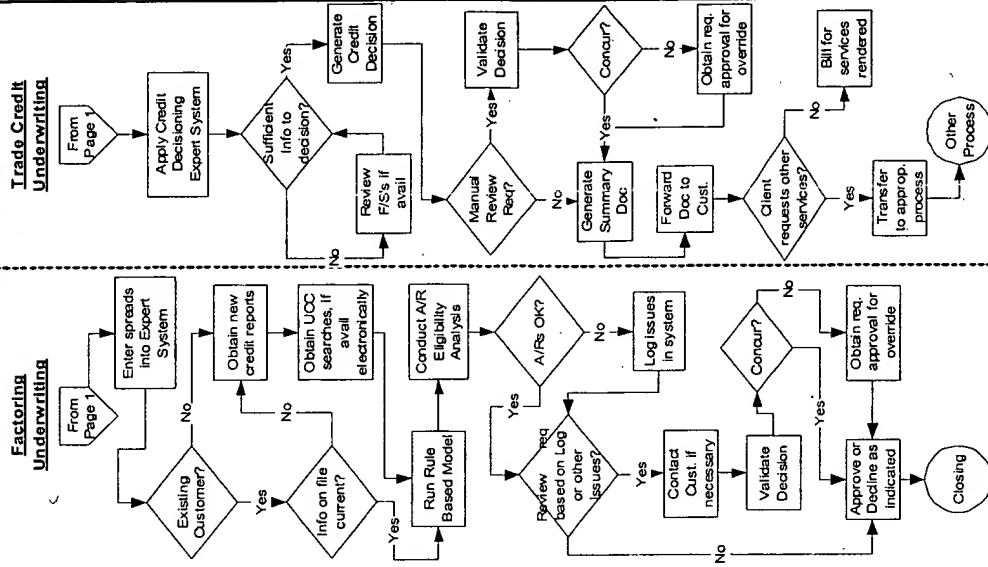 Trade Credit
Underwriting
From
Page 1
Apply Credit
Decisioning
Expert System
Sufficient
Info to
decision?
Yes
Generate
Credit
Decision
No
Review
F/S's if
avail
Manual
Review
Req?
Yes
Validate
Decision
Concur?
No
Obtain req.
approval for
override
Yes
No
Generate
Summary
Doc
Forward
Doc to
Cust.
Client
requests other
services?
No
Bill for
services
rendered
Yes
Transfer
to approp.
process
Other
Process
Factoring
Underwriting
From
Page 1
Enter spreads
into Expert
System
Existing
Customer?
No
Obtain new
credit reports
Obtain UCC
searches, if
avail
electronically
Yes
Info on file
current?
No
Yes
Run Rule
Based Model
Conduct A/R
Eligibility
Analysis
A/Rs OK?
No
Log issues
in system
Yes
Review req
based on Log
or other
Issues?
Yes
Contact
Cust. if
necessary
Validate
Decision
Concur?
No
Obtain req.
approval for
override
Yes
No
Approve or
Decline as
indicated
Closing